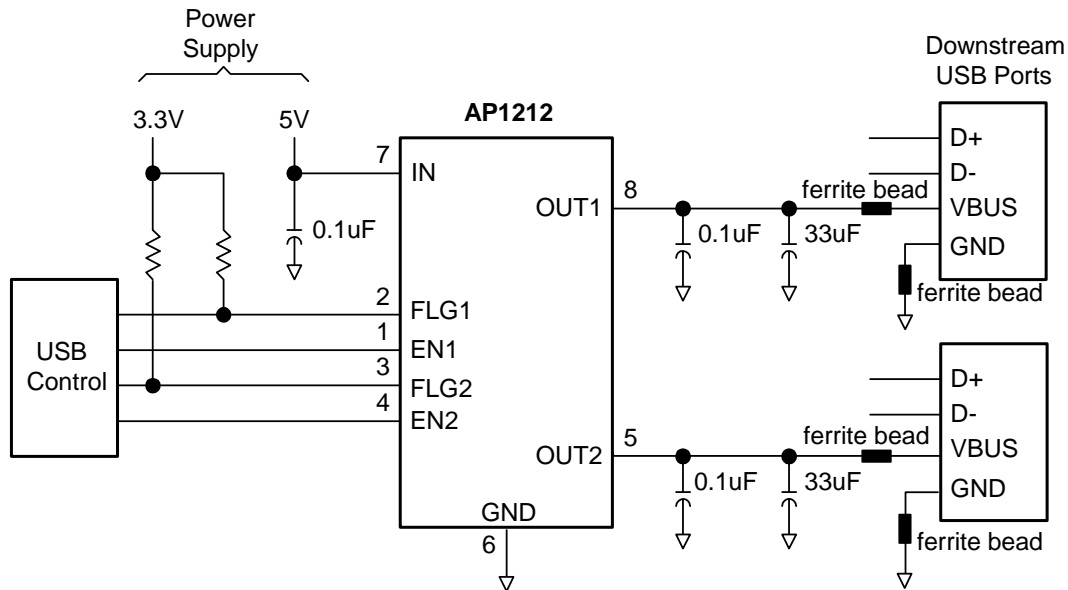 Power
Supply
Downstream
USB Ports
3.3V
5V
AP1212
7
IN
0.1uF
OUT1
8
0.1uF
33uF
ferrite bead
D+
D-
VBUS
GND
ferrite bead
USB
Control
2
FLG1
1
EN1
3
FLG2
4
EN2
OUT2
5
0.1uF
33uF
ferrite bead
D+
D-
VBUS
GND
ferrite bead
GND
6